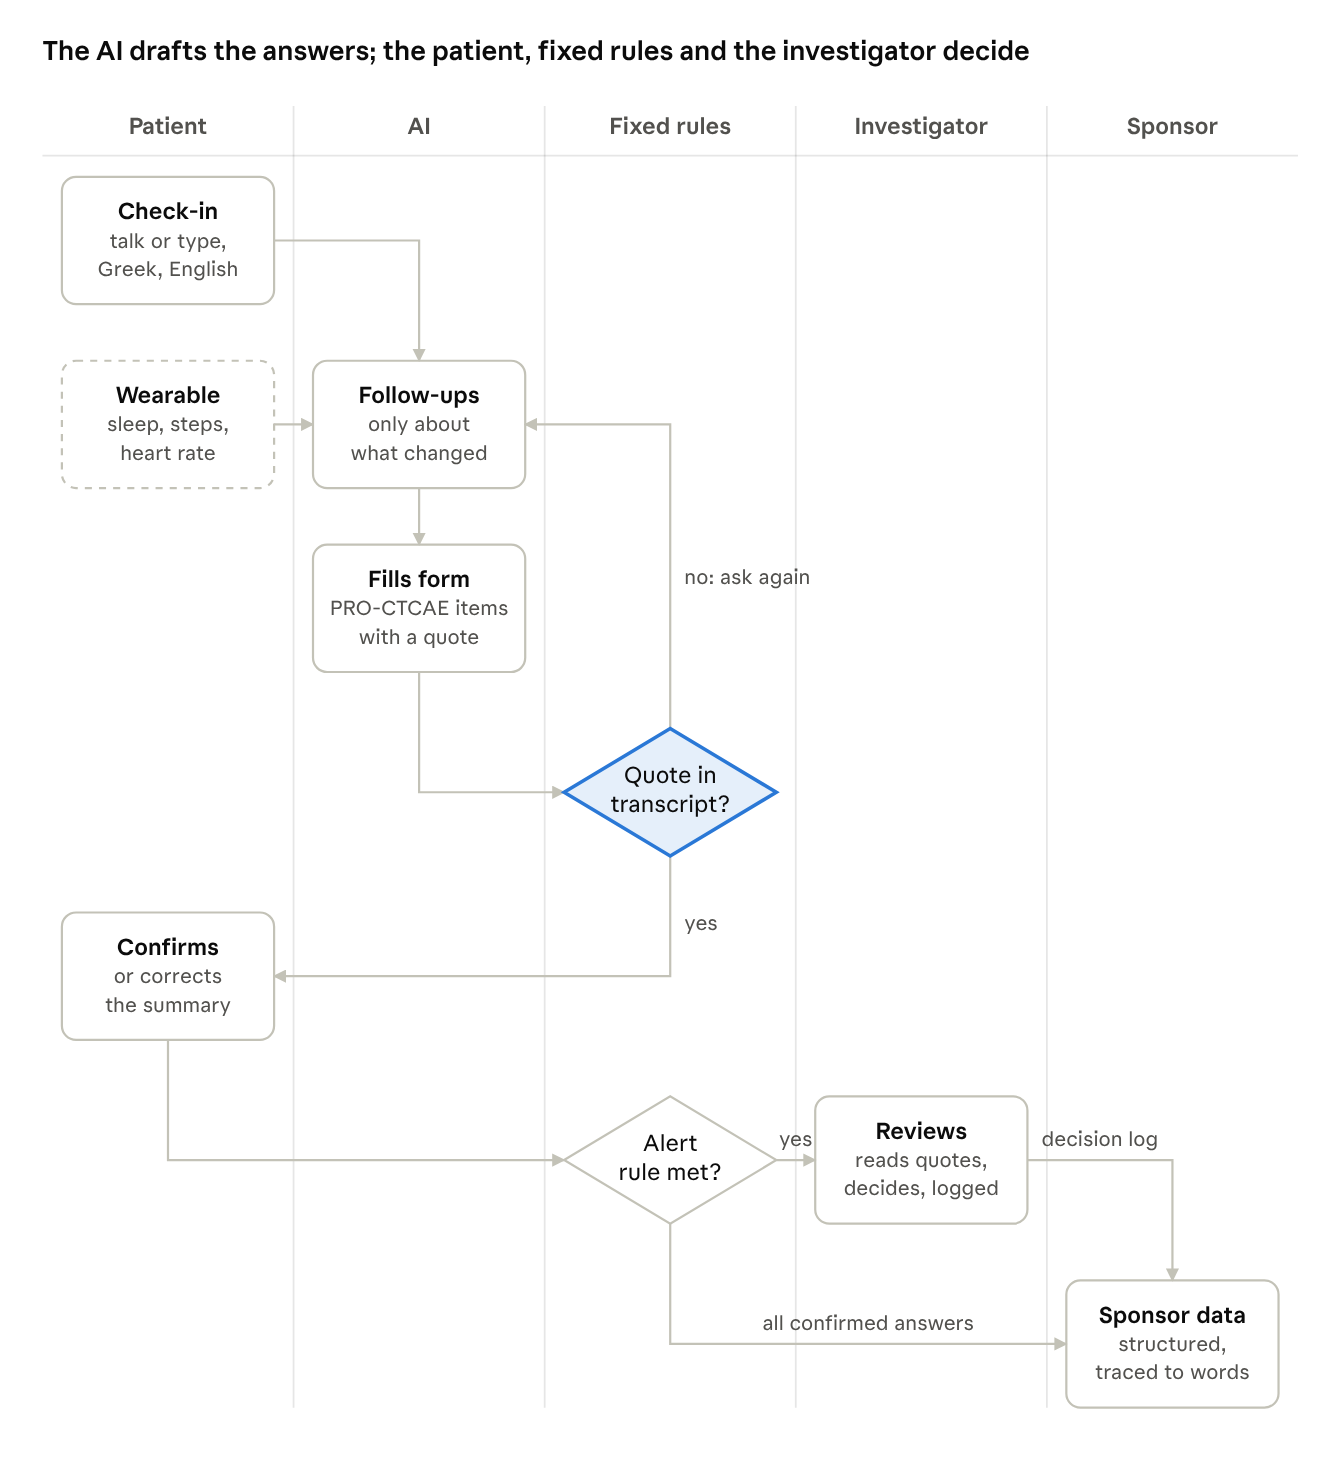 The AI drafts the answers; the patient, fixed rules and the investigator decide
Patient
AI
Fixed rules
Investigator
Sponsor
Check-in
talk or type,
Greek, English
Wearable
sleep, steps,
heart rate
Follow-ups
only about
what changed
Fills form
PRO-CTCAE items
with a quote
no: ask again
Quote in
transcript?
yes
Confirms
or corrects
the summary
Alert
rule met?
yes
Reviews
reads quotes,
decides, logged
decision log
all confirmed answers
Sponsor data
structured,
traced to words